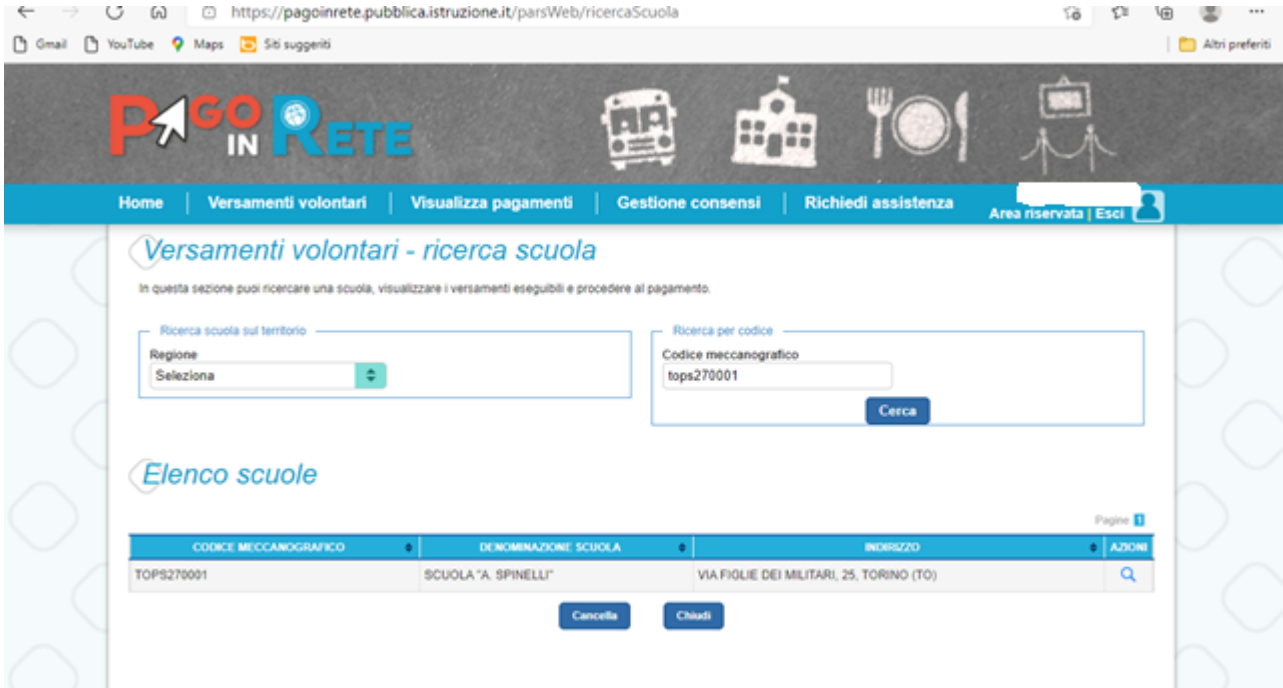 https://pagoinrete.pubblica.istruzione.it/parsWeb/ricercaScuola
Gmail YouTube Maps Siti suggeriti Altri preferiti
PAGO IN RETE
Home Versamenti volontari Visualizza pagamenti Gestione consensi Richiedi assistenza Area riservata | Esci
Versamenti volontari - ricerca scuola
In questa sezione puoi ricercare una scuola, visualizzare i versamenti eseguibili e procedere al pagamento.
Ricerca scuola sul territorio
Regione
Seleziona
Ricerca per codice
Codice meccanografico
tops270001
Cerca
Elenco scuole
Pagine 1
CODICE MECCANOGRAFICO DENOMINAZIONE SCUOLA INDIRIZZO AZIONI
TOPS270001 SCUOLA "A. SPINELLI" VIA FIGLIE DEI MILITARI, 25, TORINO (TO)
Cancella Chiudi